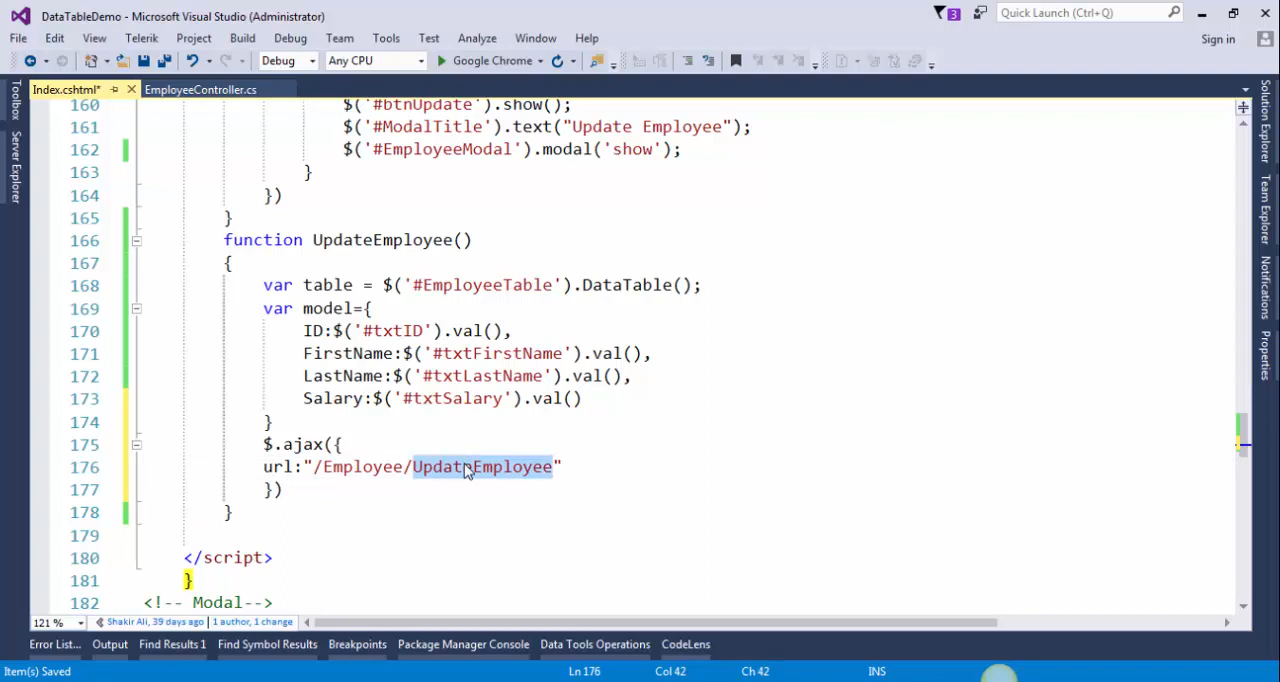 DataTableDemo - Microsoft Visual Studio (Administrator)
3
Quick Launch (Ctrl+Q)
File Edit View Telerik Project Build Debug Team Tools Test Analyze Window Help
Sign in
Debug Any CPU Google Chrome
Index.cshtml* EmployeeController.cs
Toolbox
Server Explorer
160 $('#btnUpdate').show();
161 $('#ModalTitle').text("Update Employee");
162 $('#EmployeeModal').modal('show');
163 }
164 })
165 }
166 function UpdateEmployee()
167 {
168 var table = $('#EmployeeTable').DataTable();
169 var model={
170 ID:$('#txtID').val(),
171 FirstName:$('#txtFirstName').val(),
172 LastName:$('#txtLastName').val(),
173 Salary:$('#txtSalary').val()
174 }
175 $.ajax({
176 url:"/Employee/UpdateEmployee"
177 })
178 }
179
180 </script>
181 }
182 <!-- Modal-->
Solution Explorer
Team Explorer
Notifications
Properties
121 % Shakir Ali, 39 days ago | 1 author, 1 change
Error List... Output Find Results 1 Find Symbol Results Breakpoints Package Manager Console Data Tools Operations CodeLens
Item(s) Saved Ln 176 Col 42 Ch 42 INS